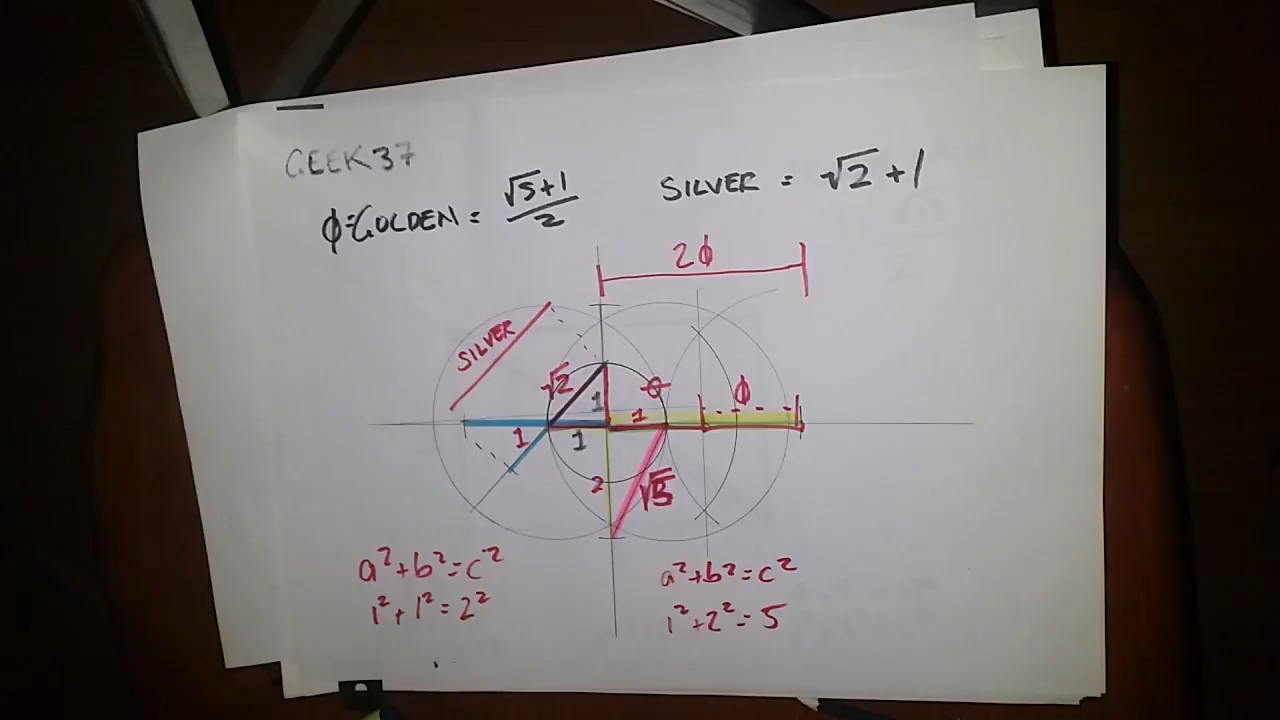 GEEK37
φ=GOLDEN = (√5+1)/2
SILVER = √2+1
2φ
SILVER
√2
1
1
φ
1
1
2
√5
a²+b²=c²
1²+1²=2²
a²+b²=c²
1²+2²=5